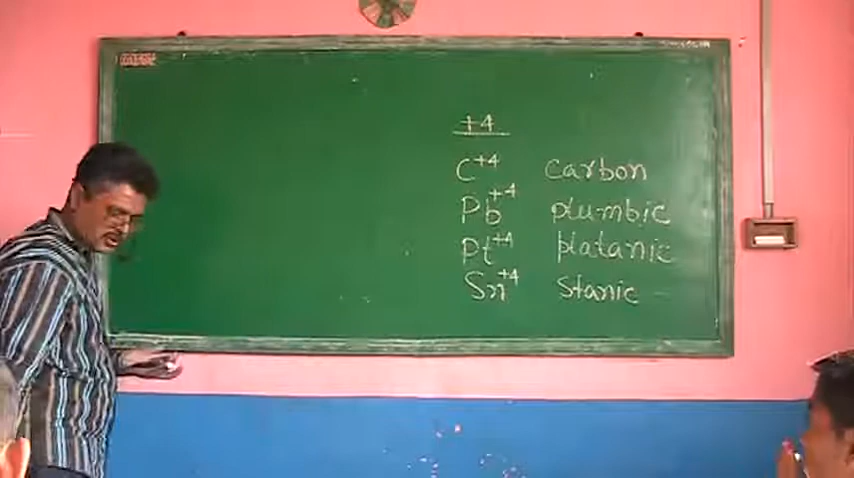 +4
C+4 Carbon
Pb+4 plumbic
Pt+4 platanic
Sn+4 stanic